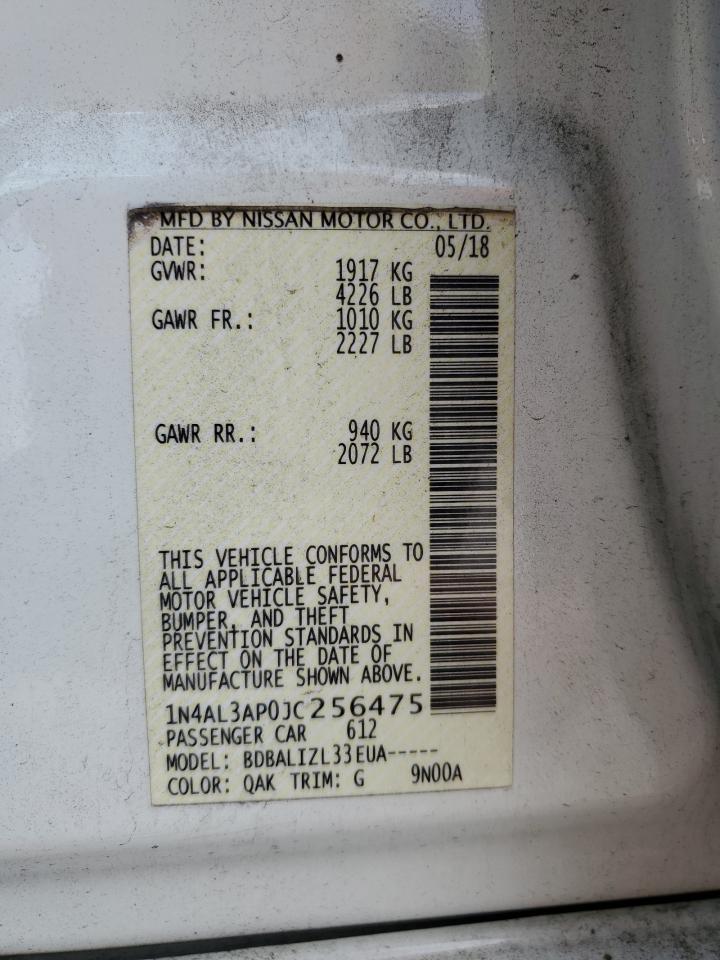 MFD BY NISSAN MOTOR CO., LTD.
DATE: 05/18
GVWR: 1917 KG
4226 LB
GAWR FR.: 1010 KG
2227 LB
GAWR RR.: 940 KG
2072 LB
THIS VEHICLE CONFORMS TO
ALL APPLICABLE FEDERAL
MOTOR VEHICLE SAFETY,
BUMPER, AND THEFT
PREVENTION STANDARDS IN
EFFECT ON THE DATE OF
MANUFACTURE SHOWN ABOVE.
1N4AL3AP0JC256475
PASSENGER CAR 612
MODEL: BDBALIZL33EUA-----
COLOR: QAK TRIM: G 9N00A